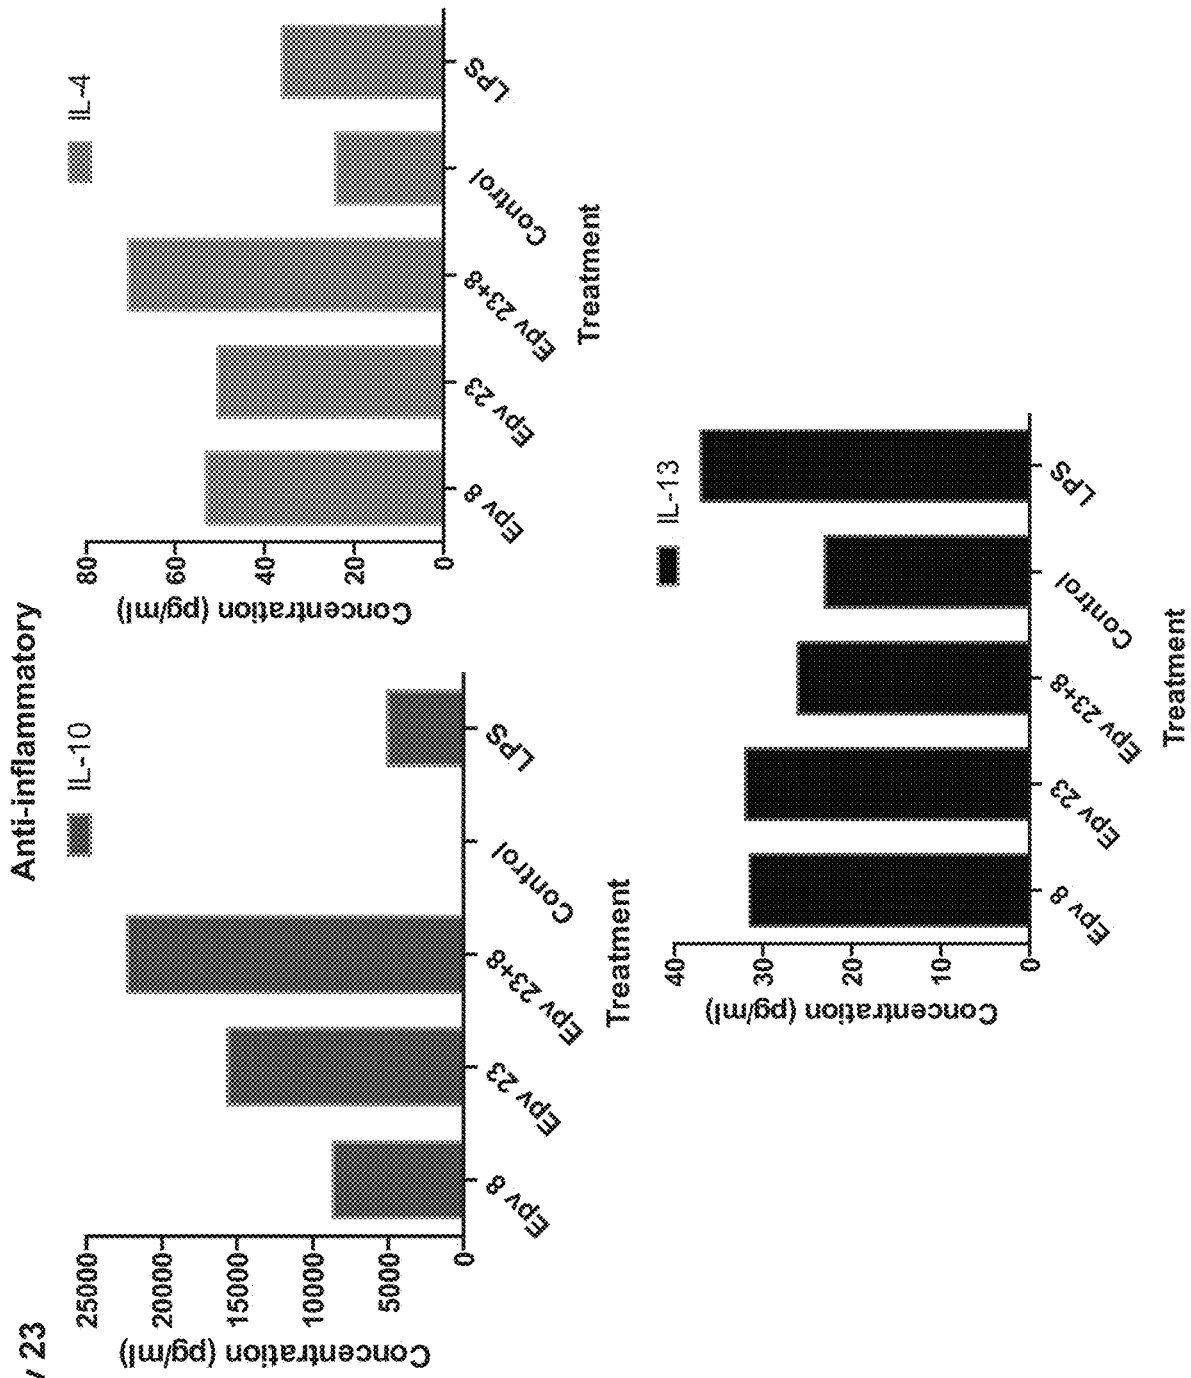 Anti-inflammatory
IL-10
Concentration (pg/ml)
25000
20000
15000
10000
5000
0
Epv 8
Epv 23
Epv 23+8
Control
LPS
Treatment
IL-4
Concentration (pg/ml)
80
60
40
20
0
Epv 8
Epv 23
Epv 23+8
Control
LPS
Treatment
IL-13
Concentration (pg/ml)
40
30
20
10
0
Epv 8
Epv 23
Epv 23+8
Control
LPS
Treatment
23